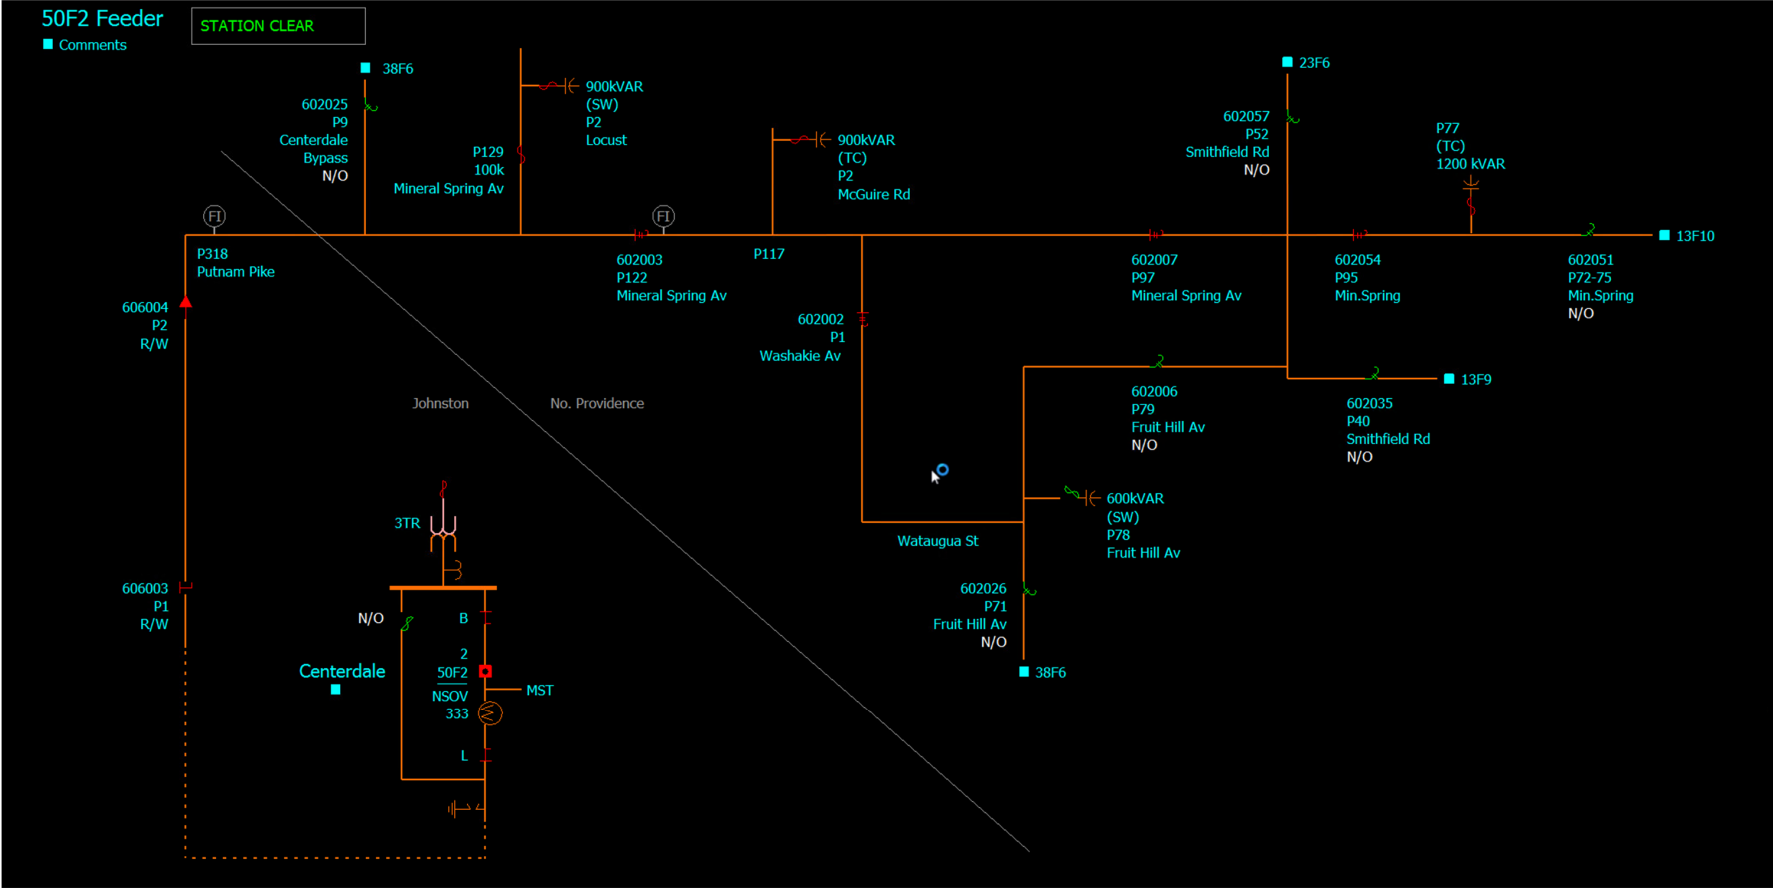 50F2 Feeder
STATION CLEAR
Comments
38F6
602025
P9
Centerdale
Bypass
N/O
900kVAR
(SW)
P2
Locust
P129
100k
Mineral Spring Av
900kVAR
(TC)
P2
McGuire Rd
23F6
602057
P52
Smithfield Rd
N/O
P77
(TC)
1200 kVAR
FI
P318
Putnam Pike
FI
602003
P122
Mineral Spring Av
P117
602007
P97
Mineral Spring Av
602054
P95
Min.Spring
602051
P72-75
Min.Spring
N/O
13F10
606004
P2
R/W
602002
P1
Washakie Av
602006
P79
Fruit Hill Av
N/O
13F9
602035
P40
Smithfield Rd
N/O
Johnston
No. Providence
600kVAR
(SW)
P78
Fruit Hill Av
Wataugua St
602026
P71
Fruit Hill Av
N/O
38F6
3TR
606003
P1
R/W
N/O
B
2
50F2
NSOV
333
MST
L
Centerdale